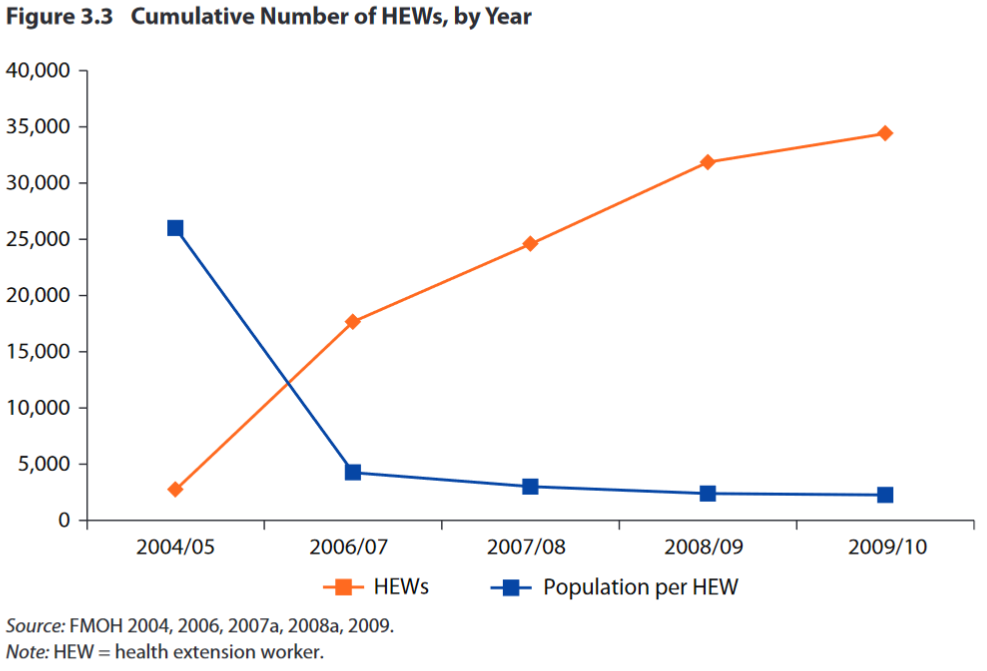 Figure 3.3 Cumulative Number of HEWs, by Year
40,000
35,000
30,000
25,000
20,000
15,000
10,000
5,000
0
2004/05 2006/07 2007/08 2008/09 2009/10
HEWs Population per HEW
Source: FMOH 2004, 2006, 2007a, 2008a, 2009.
Note: HEW = health extension worker.